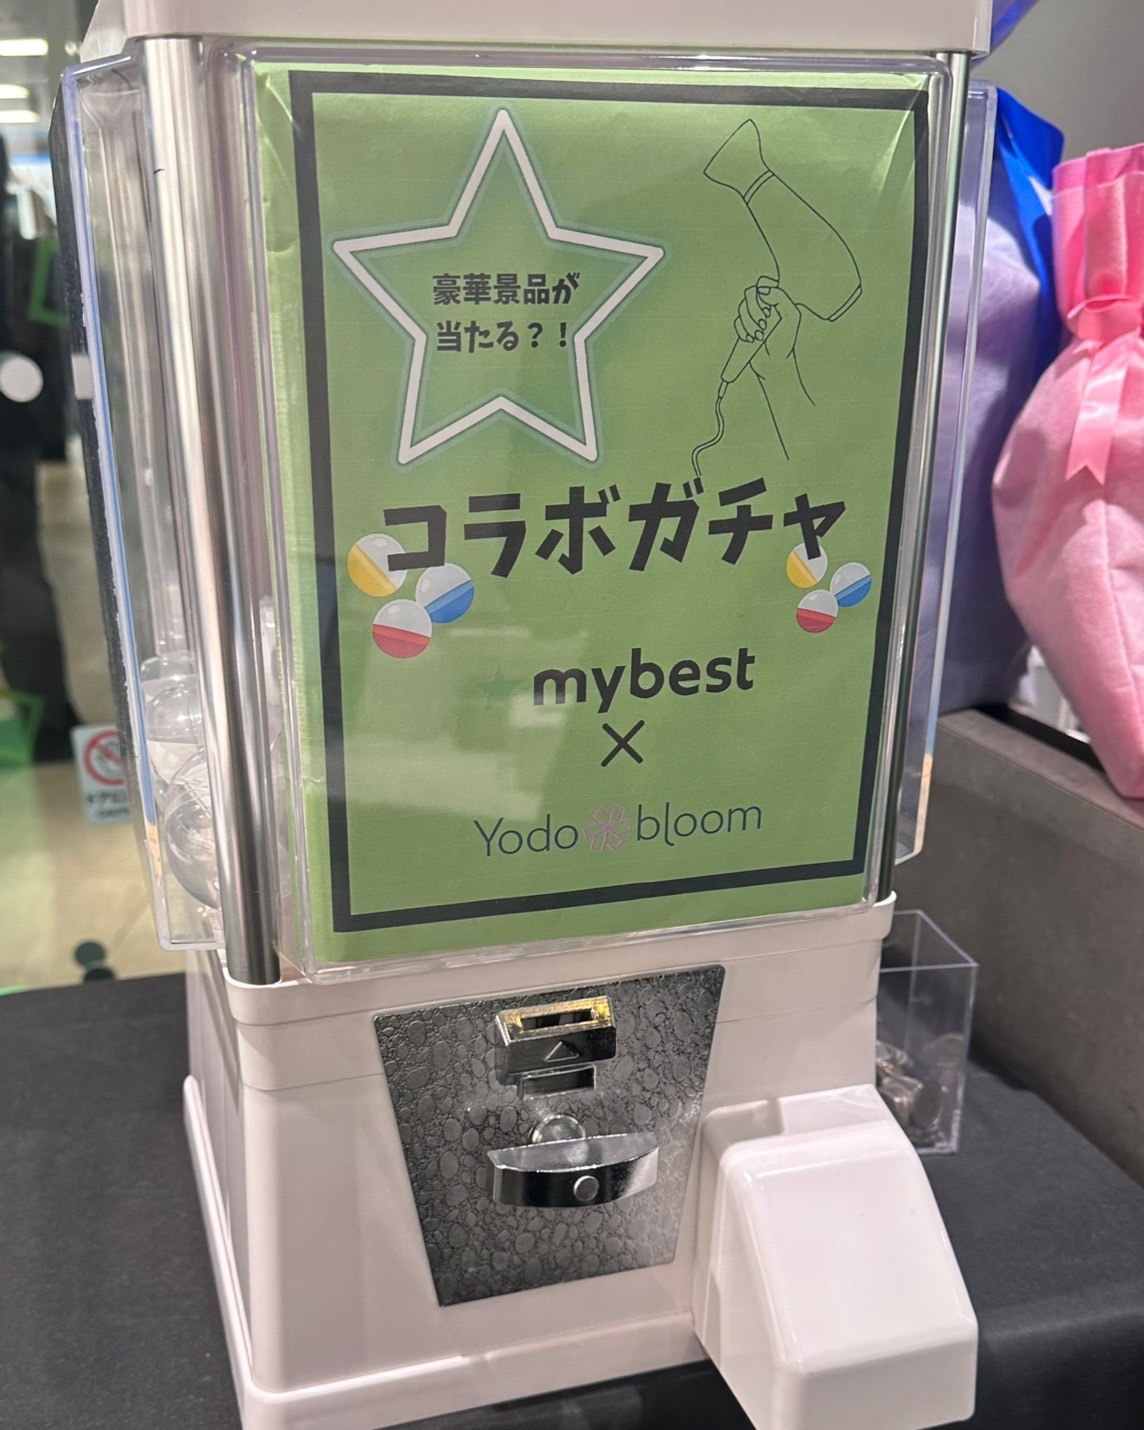 豪華景品が
当たる？！
コラボガチャ
mybest
×
Yodo bloom